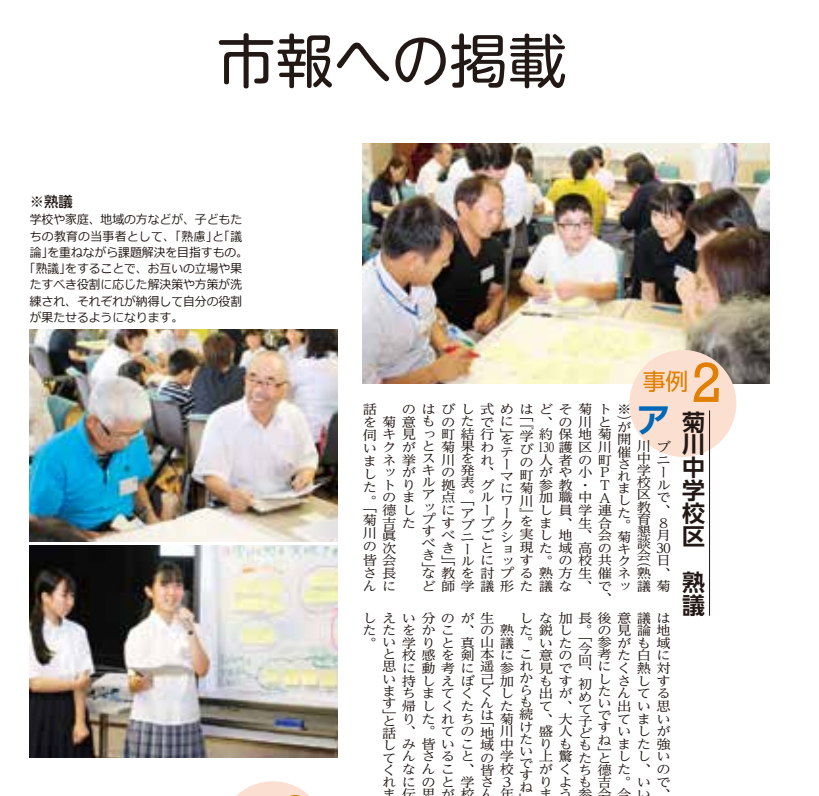 市報への掲載
※熟議
学校や家庭、地域の方などが、子どもた
ちの教育の当事者として、「熟慮」と「議
論」を重ねながら課題解決を目指すもの。
「熟議」をすることで、お互いの立場や果
たすべき役割に応じた解決策や方策が洗
練され、それぞれが納得して自分の役割
が果たせるようになります。
事例2
菊川中学校区 熟議
アブニールで、８月30日、菊
川中学校区教育懇談会(熟議
※)が開催されました。菊キクネッ
トと菊川町ＰＴＡ連合会の共催で、
菊川地区の小・中学生、高校生、
その保護者や教職員、地域の方な
ど、約130人が参加しました。熟議
は「『学びの町菊川』を実現するた
めに」をテーマにワークショップ形
式で行われ、グループごとに討議
した結果を発表。「アブニールを学
びの町菊川の拠点にすべき」「教師
はもっとスキルアップすべき」など
の意見が挙がりました
菊キクネットの德吉眞次会長に
話を伺いました。「菊川の皆さん
は地域に対する思いが強いので、
議論も白熱していましたし、いい
意見がたくさん出ていました。今
後の参考にしたいですね」と德吉会
長。「今回、初めて子どもたちも参
加したのですが、大人も驚くよう
な鋭い意見も出て、盛り上がりま
した。これからも続けたいですね」
熟議に参加した菊川中学校３年
生の山本遥己くんは「地域の皆さん
が、真剣にぼくたちのこと、学校
のことを考えてくれていることが
分かり感動しました。皆さんの思
いを学校に持ち帰り、みんなに伝
えたいと思います」と話してくれま
した。